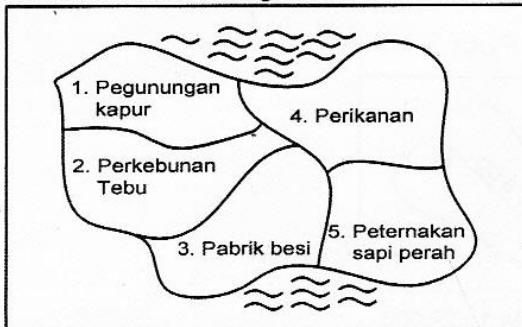 1. Pegunungan
kapur
4. Perikanan
2. Perkebunan
Tebu
3. Pabrik besi
5. Peternakan
sapi perah